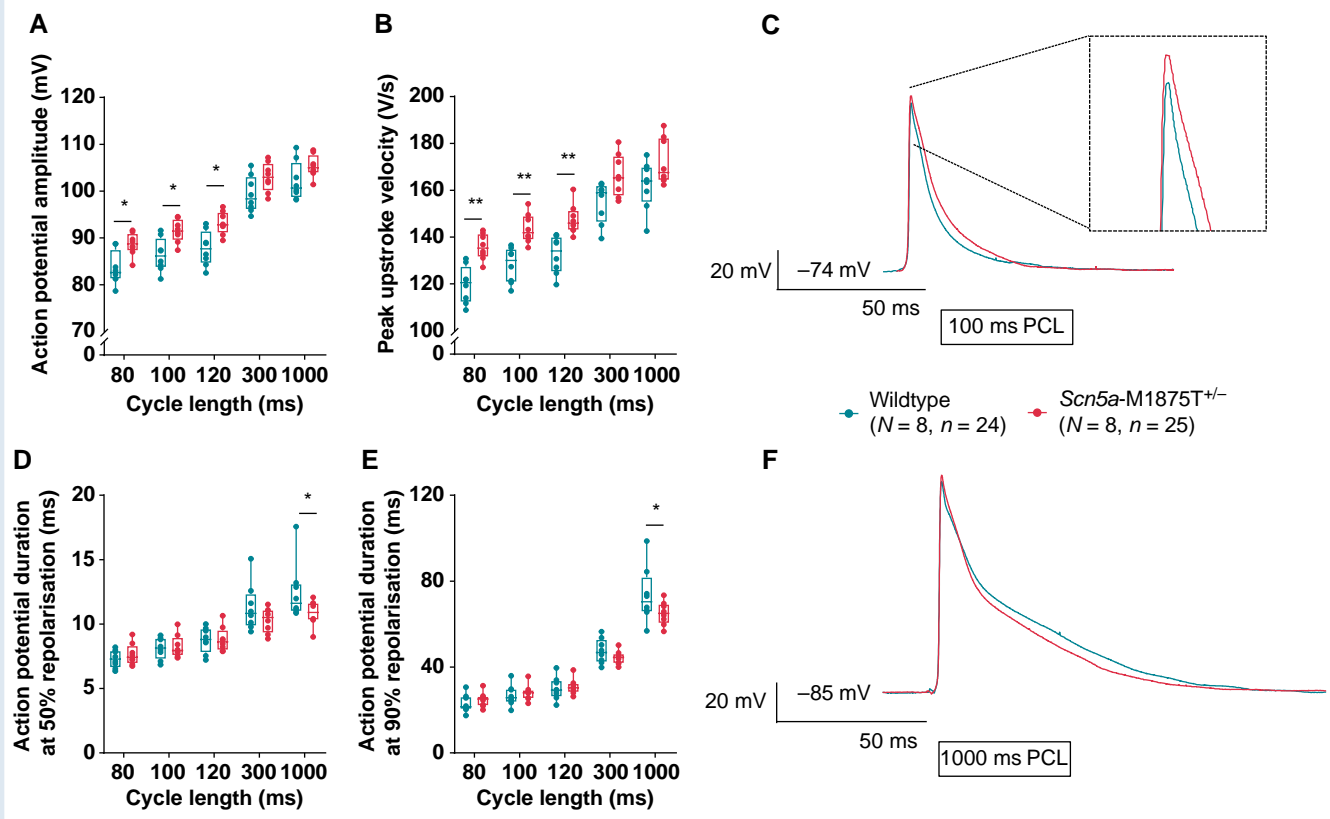 A
Action potential amplitude (mV)
120
110
100
90
80
70
0
* * *
80 100 120 300 1000
Cycle length (ms)
B
Peak upstroke velocity (V/s)
200
180
160
140
120
100
0
** ** **
80 100 120 300 1000
Cycle length (ms)
C
20 mV
–74 mV
50 ms
100 ms PCL
Wildtype
(N = 8, n = 24)
Scn5a-M1875T+/–
(N = 8, n = 25)
D
Action potential duration
at 50% repolarisation (ms)
20
15
10
5
0
*
80 100 120 300 1000
Cycle length (ms)
E
Action potential duration
at 90% repolarisation (ms)
120
80
40
0
*
80 100 120 300 1000
Cycle length (ms)
F
20 mV
–85 mV
50 ms
1000 ms PCL